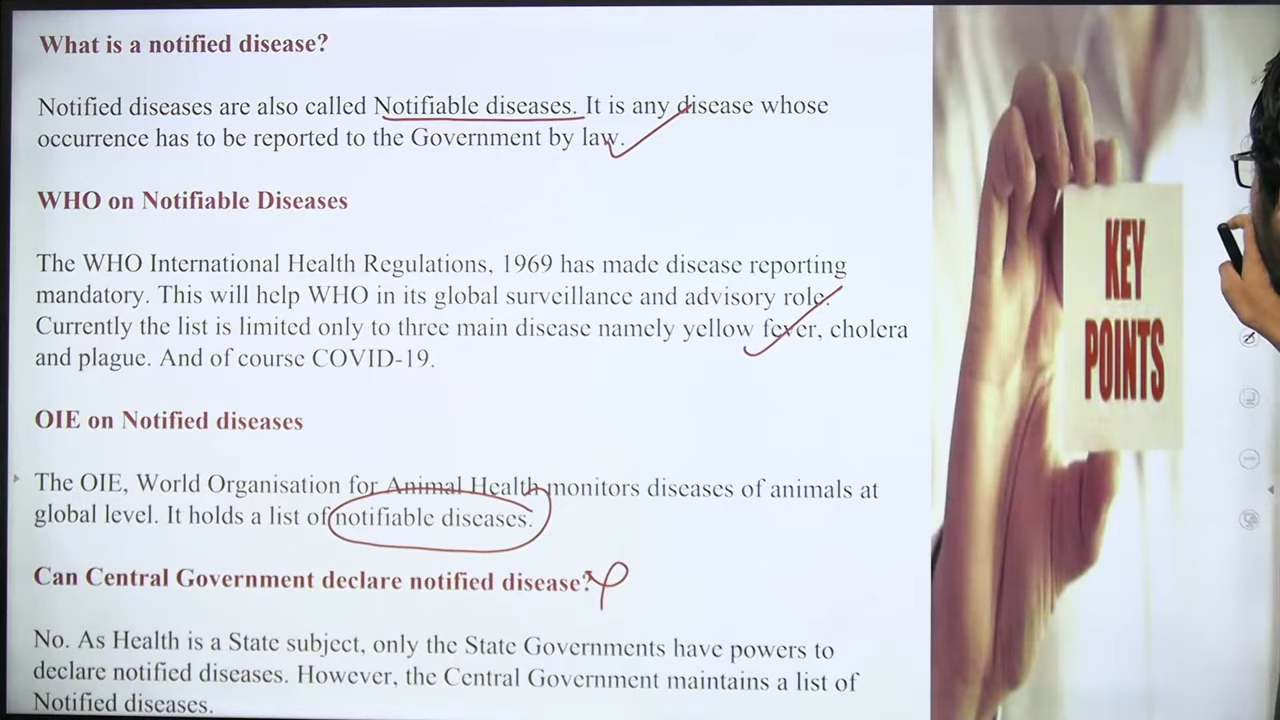 What is a notified disease?
Notified diseases are also called Notifiable diseases. It is any disease whose
occurrence has to be reported to the Government by law.
WHO on Notifiable Diseases
The WHO International Health Regulations, 1969 has made disease reporting
mandatory. This will help WHO in its global surveillance and advisory role.
Currently the list is limited only to three main disease namely yellow fever, cholera
and plague. And of course COVID-19.
OIE on Notified diseases
The OIE, World Organisation for Animal Health monitors diseases of animals at
global level. It holds a list of notifiable diseases.
Can Central Government declare notified disease?
No. As Health is a State subject, only the State Governments have powers to
declare notified diseases. However, the Central Government maintains a list of
Notified diseases.
KEY
POINTS